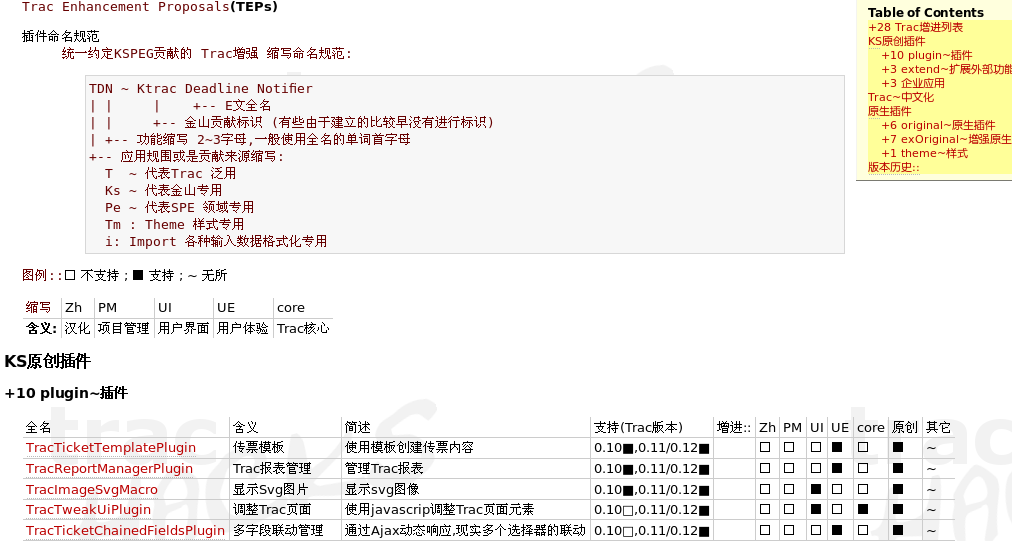 Trac Enhancement Proposals(TEPs)
插件命名规范
统一约定KSPEG贡献的 Trac增强 缩写命名规范:
TDN ~ Ktrac Deadline Notifier
| |     |    +-- E文全名
| |     +-- 金山贡献标识 (有些由于建立的比较早没有进行标识)
| +-- 功能缩写 2~3字母,一般使用全名的单词首字母
+-- 应用规围或是贡献来源缩写:
T  ~ 代表Trac 泛用
Ks ~ 代表金山专用
Pe ~ 代表SPE 领域专用
Tm : Theme 样式专用
i: Import 各种输入数据格式化专用
图例::□ 不支持 ; ■ 支持 ; ~ 无所
缩写 Zh PM UI UE core
含义: 汉化 项目管理 用户界面 用户体验 Trac核心
KS原创插件
+10 plugin~插件
全名 含义 简述 支持(Trac版本) 增进:: Zh PM UI UE core 原创 其它
TracTicketTemplatePlugin 传票模板 使用模板创建传票内容 0.10■,0.11/0.12■ □ □ □ ■ □ ■ ~
TracReportManagerPlugin Trac报表管理 管理Trac报表 0.10■,0.11/0.12■ □ □ □ ■ □ ■ ~
TracImageSvgMacro 显示Svg图片 显示svg图像 0.10■,0.11/0.12■ □ □ ■ □ □ ■ ~
TracTweakUiPlugin 调整Trac页面 使用javascrip调整Trac页面元素 0.10□,0.11/0.12■ □ □ ■ □ ■ ■ ~
TracTicketChainedFieldsPlugin 多字段联动管理 通过Ajax动态响应,现实多个选择器的联动 0.10□,0.11/0.12■ □ □ □ ■ □ ■ ~
Table of Contents
+28 Trac增进列表
KS原创插件
+10 plugin~插件
+3 extend~扩展外部功能
+3 企业应用
Trac~中文化
原生插件
+6 original~原生插件
+7 exOriginal~增强原生
+1 theme~样式
版本历史::